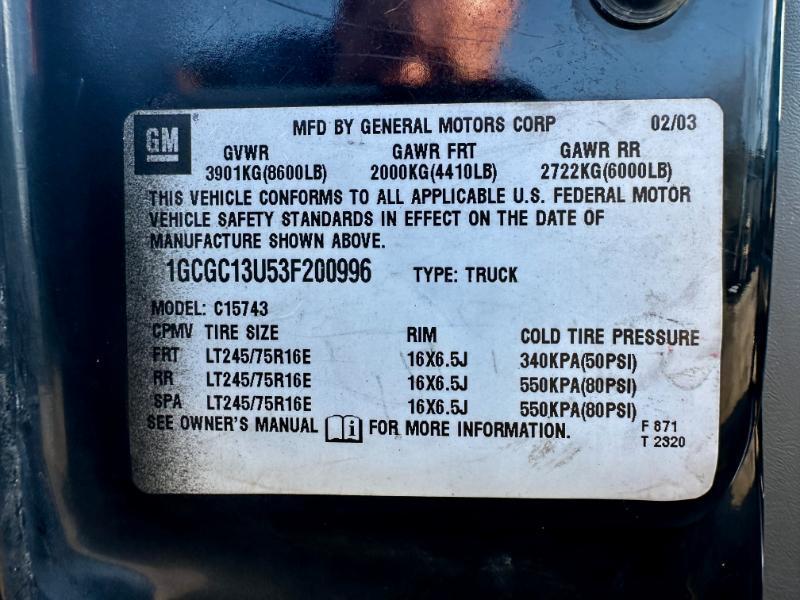 GM
MFD BY GENERAL MOTORS CORP 02/03
GVWR GAWR FRT GAWR RR
3901KG(8600LB) 2000KG(4410LB) 2722KG(6000LB)
THIS VEHICLE CONFORMS TO ALL APPLICABLE U.S. FEDERAL MOTOR
VEHICLE SAFETY STANDARDS IN EFFECT ON THE DATE OF
MANUFACTURE SHOWN ABOVE.
1GCGC13U53F200996 TYPE: TRUCK
MODEL: C15743
CPMV TIRE SIZE RIM COLD TIRE PRESSURE
FRT LT245/75R16E 16X6.5J 340KPA(50PSI)
RR LT245/75R16E 16X6.5J 550KPA(80PSI)
SPA LT245/75R16E 16X6.5J 550KPA(80PSI)
SEE OWNER'S MANUAL i FOR MORE INFORMATION.
F 871
T 2320